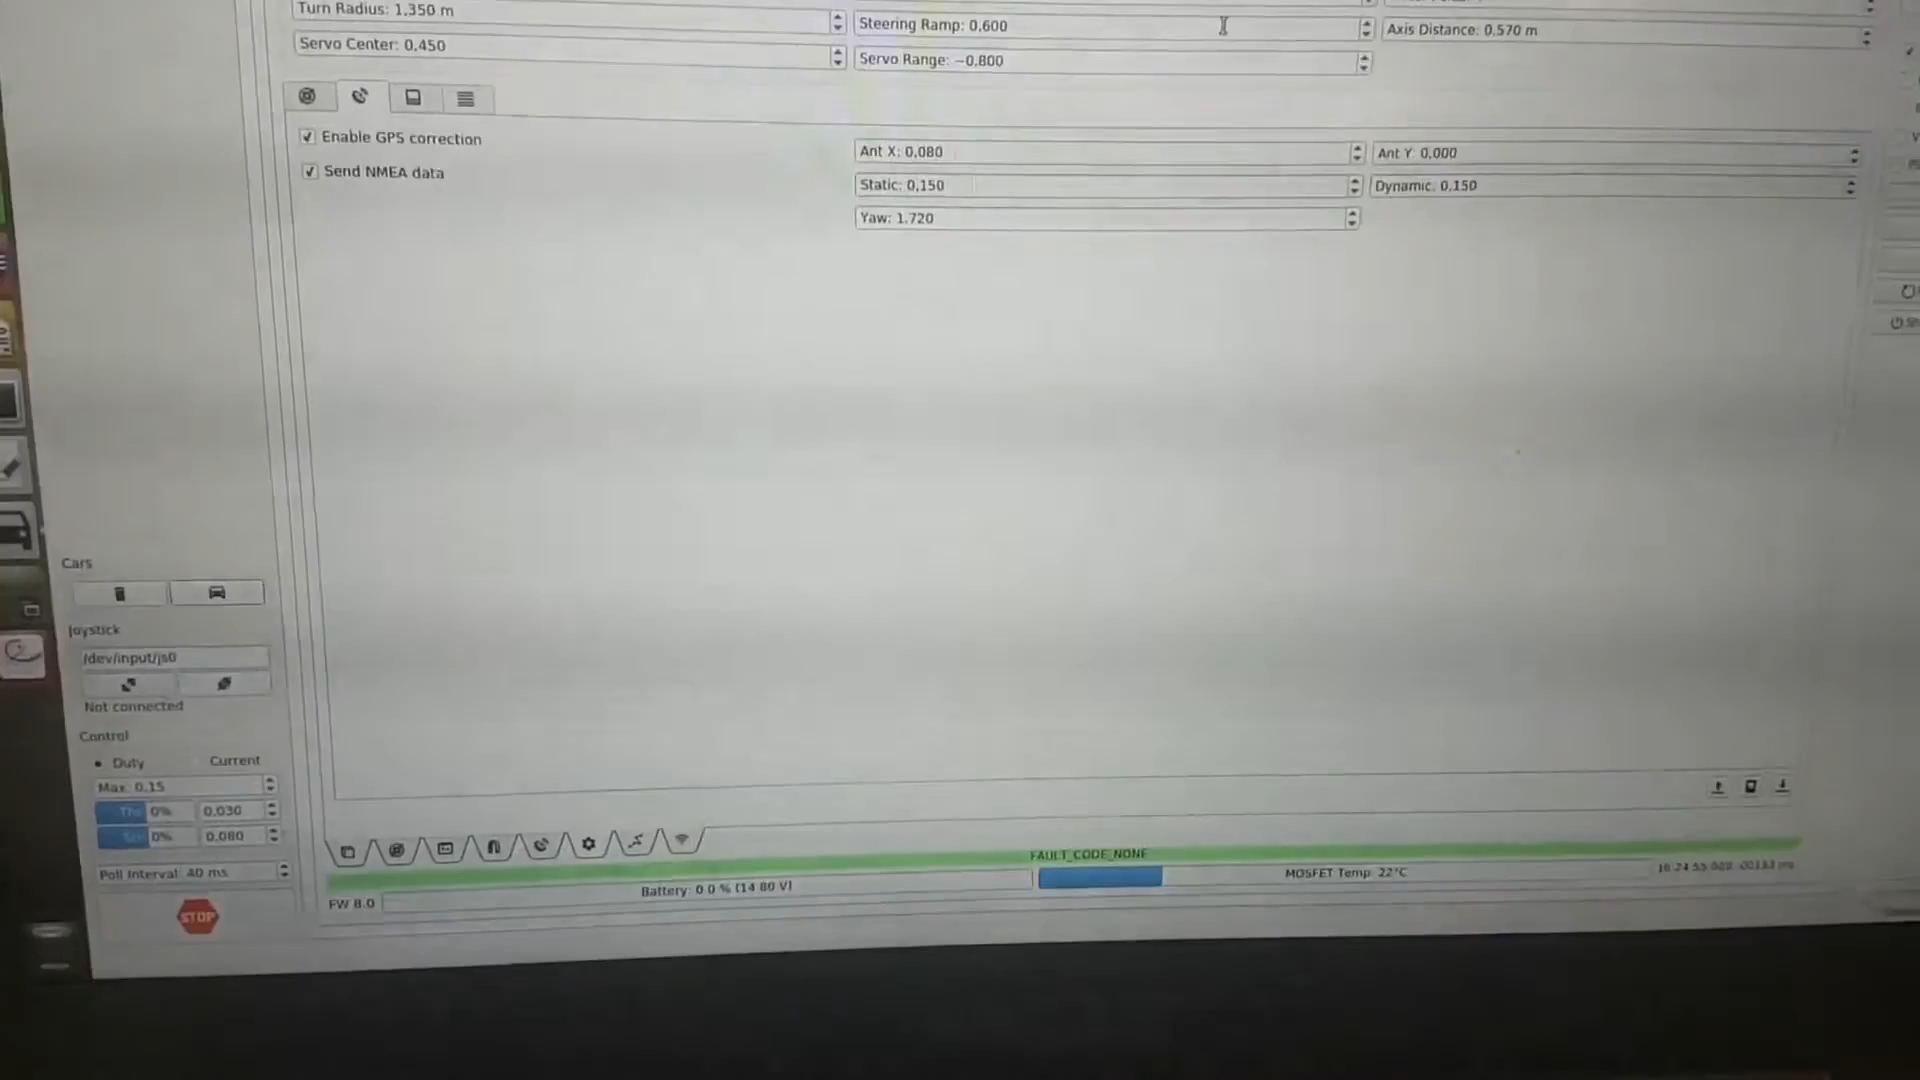 Turn Radius: 1,350 m
Steering Ramp: 0,600
Axis Distance: 0,570 m
Servo Center: 0,450
Servo Range: −0,800
Enable GPS correction
Ant X: 0,080
Ant Y: 0,000
Send NMEA data
Static: 0,150
Dynamic: 0,150
Yaw: 1.720
Cars
Joystick
/dev/input/js0
Not connected
Control
Duty
Current
Max: 0,15
0%
0,030
0%
0,080
Poll Interval: 40 ms
STOP
FAULT_CODE_NONE
Battery: 0.0 % (14.80 V)
MOSFET Temp: 22°C
FW 8.0